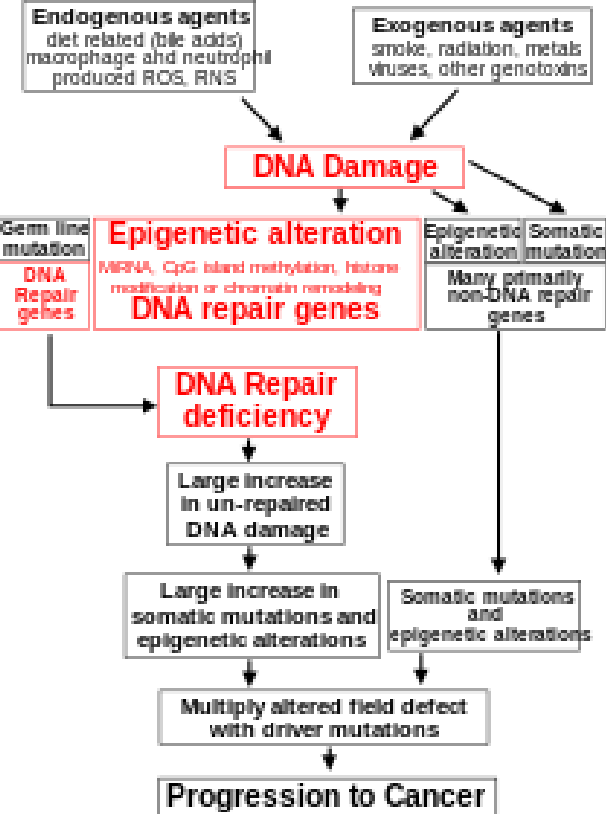 Endogenous agents
diet related (bile acids)
macrophage and neutrophil
produced ROS, RNS
Exogenous agents
smoke, radiation, metals
viruses, other genotoxins
DNA Damage
Germ line
mutation
DNA
Repair
genes
Epigenetic alteration
MiRNA, CpG island methylation, histone
modification or chromatin remodeling
DNA repair genes
Epigenetic
alteration
Somatic
mutation
Many primarily
non-DNA repair
genes
DNA Repair
deficiency
Large increase
in un-repaired
DNA damage
Large increase in
somatic mutations and
epigenetic alterations
Somatic mutations
and
epigenetic alterations
Multiply altered field defect
with driver mutations
Progression to Cancer